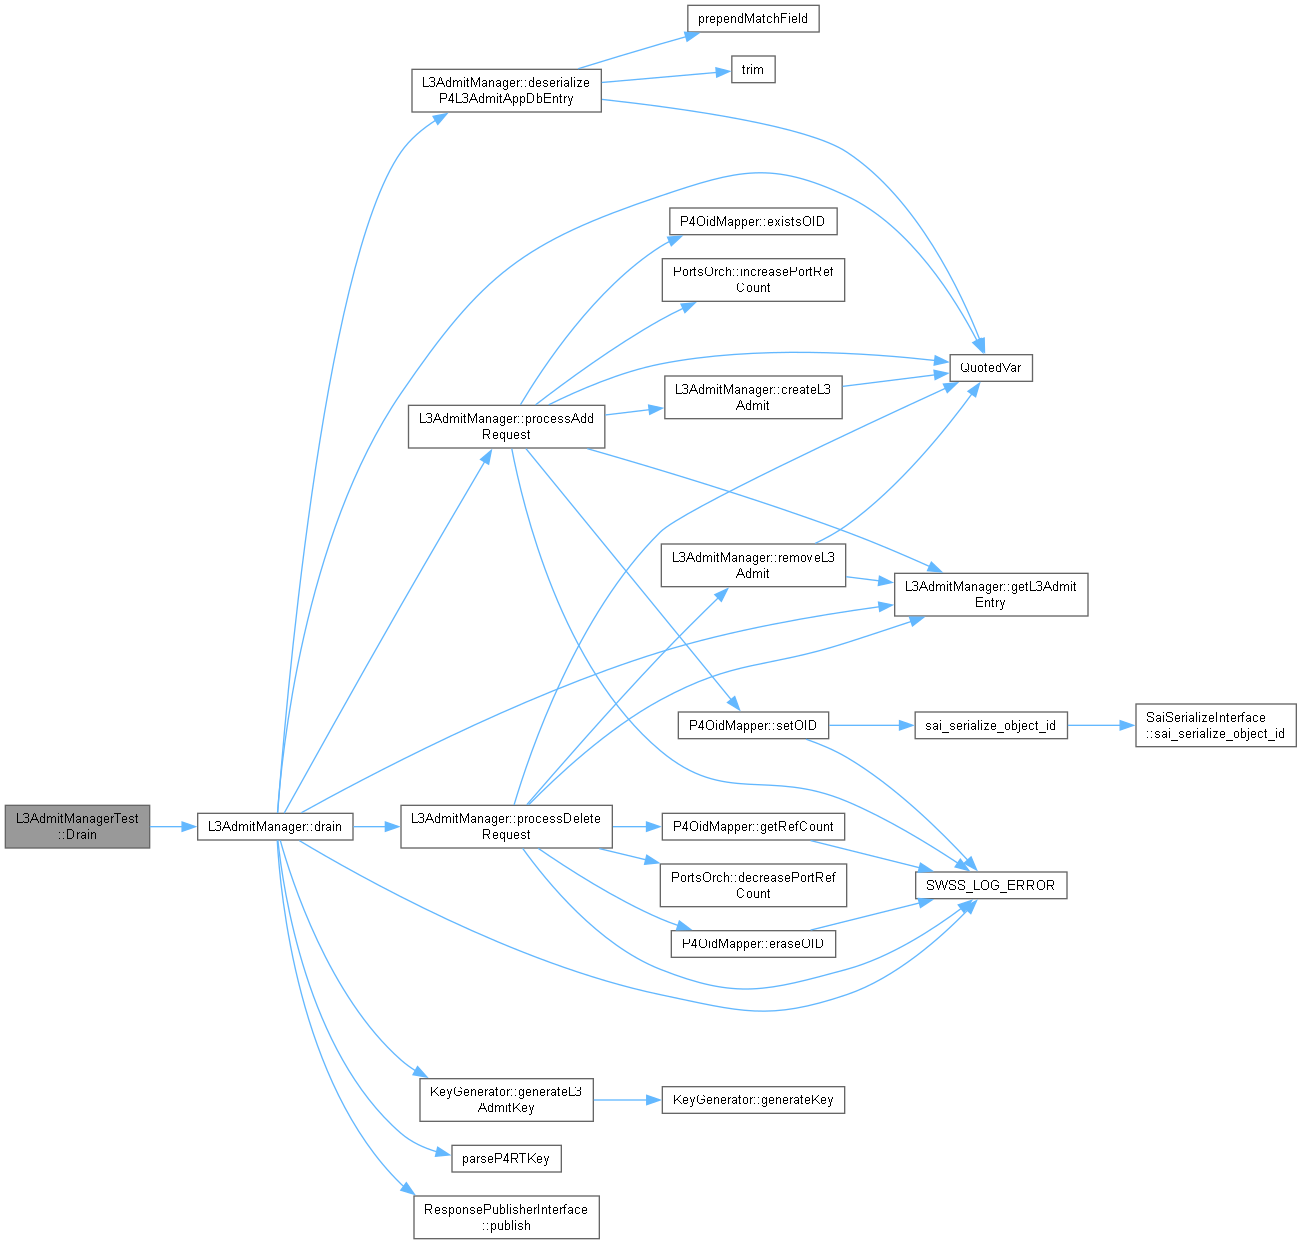 prependMatchField
trim
L3AdmitManager::deserialize
P4L3AdmitAppDbEntry
P4OidMapper::existsOID
PortsOrch::increasePortRef
Count
QuotedVar
L3AdmitManager::createL3
Admit
L3AdmitManager::processAdd
Request
L3AdmitManager::removeL3
Admit
L3AdmitManager::getL3Admit
Entry
P4OidMapper::setOID
sai_serialize_object_id
SaiSerializeInterface
::sai_serialize_object_id
L3AdmitManagerTest
::Drain
L3AdmitManager::drain
L3AdmitManager::processDelete
Request
P4OidMapper::getRefCount
PortsOrch::decreasePortRef
Count
SWSS_LOG_ERROR
P4OidMapper::eraseOID
KeyGenerator::generateL3
AdmitKey
KeyGenerator::generateKey
parseP4RTKey
ResponsePublisherInterface
::publish